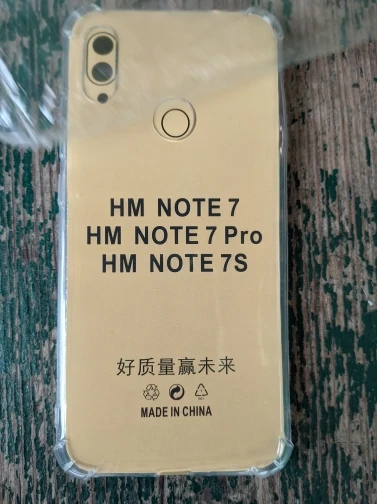 HM NOTE 7
HM NOTE 7 Pro
HM NOTE 7S
好质量赢未来
MADE IN CHINA